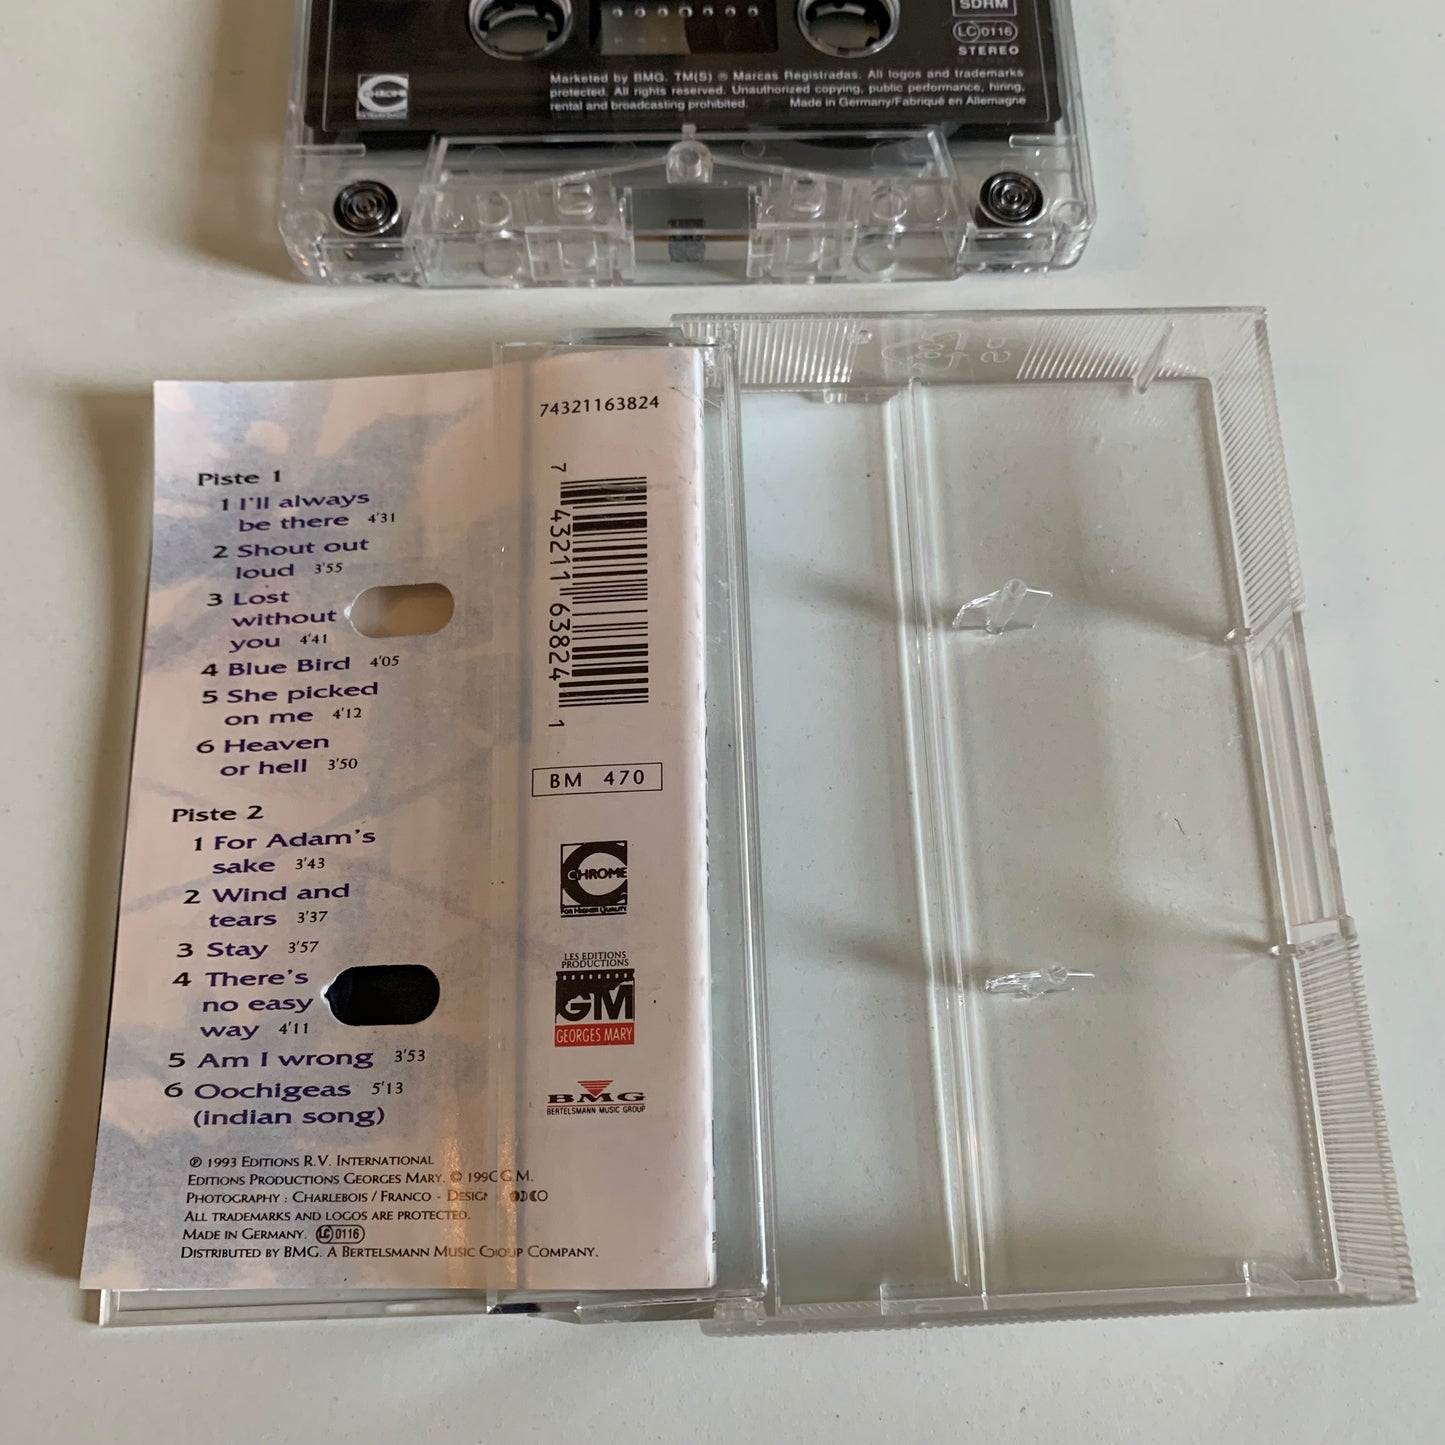 CHROME
Marketed by BMG. TM(S) ® Marcas Registradas. All logos and trademarks
protected. All rights reserved. Unauthorized copying, public performance, hiring,
rental and broadcasting prohibited. Made in Germany/Fabriqué en Allemagne
SDRM
LC 0116
STEREO
Piste 1
1 I'll always
be there 4'31
2 Shout out
loud 3'55
3 Lost
without
you 4'41
4 Blue Bird 4'05
5 She picked
on me 4'12
6 Heaven
or hell 3'50
Piste 2
1 For Adam's
sake 3'43
2 Wind and
tears 3'37
3 Stay 3'57
4 There's
no easy
way 4'11
5 Am I wrong 3'53
6 Oochigeas 5'13
(indian song)
℗ 1993 Editions R.V. International
Editions Productions Georges Mary. © G.M.
Photography : Charlebois / Franco - Design
All trademarks and logos are protected.
Made in Germany. LC 0116
Distributed by BMG. A Bertelsmann Music Group Company.
74321163824
7 43211 63824 1
BM 470
CHROME
For Higher Quality
LES EDITIONS
PRODUCTIONS
GM
GEORGES MARY
BMG
BERTELSMANN MUSIC GROUP